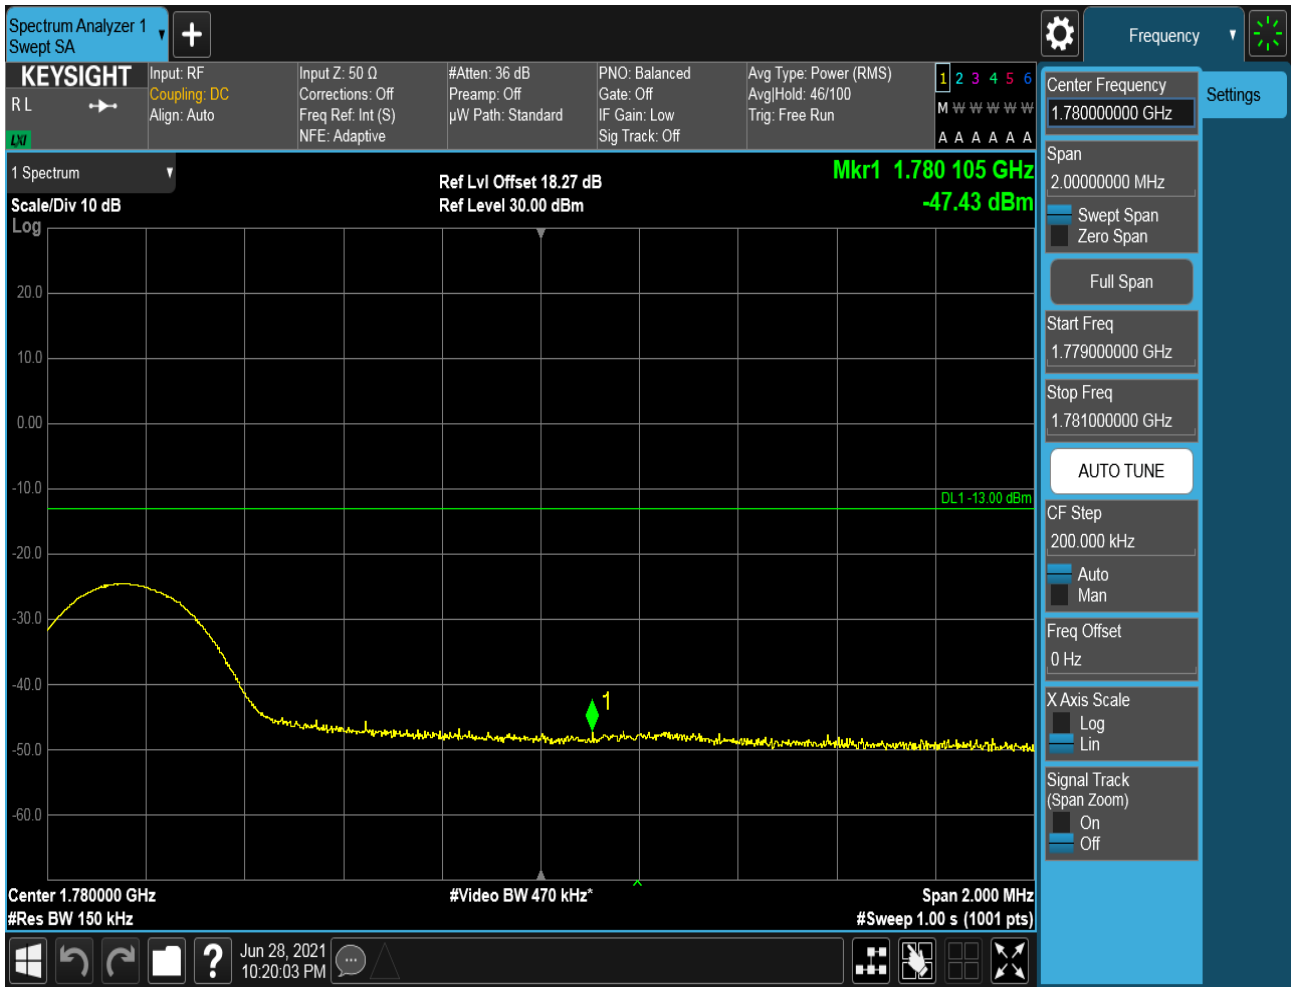 Spectrum Analyzer 1
Swept SA
Frequency
KEYSIGHT
R L
LXI
Input: RF
Coupling: DC
Align: Auto
Input Z: 50 Ω
Corrections: Off
Freq Ref: Int (S)
NFE: Adaptive
#Atten: 36 dB
Preamp: Off
µW Path: Standard
PNO: Balanced
Gate: Off
IF Gain: Low
Sig Track: Off
Avg Type: Power (RMS)
Avg|Hold: 46/100
Trig: Free Run
1 2 3 4 5 6
M W W W W W
A A A A A A
1 Spectrum
Scale/Div 10 dB
Log
Ref Lvl Offset 18.27 dB
Ref Level 30.00 dBm
Mkr1 1.780 105 GHz
-47.43 dBm
20.0
10.0
0.00
-10.0
-20.0
-30.0
-40.0
-50.0
-60.0
DL1 -13.00 dBm
1
Center 1.780000 GHz
#Res BW 150 kHz
#Video BW 470 kHz*
Span 2.000 MHz
#Sweep 1.00 s (1001 pts)
Jun 28, 2021
10:20:03 PM
Center Frequency
1.780000000 GHz
Settings
Span
2.00000000 MHz
Swept Span
Zero Span
Full Span
Start Freq
1.779000000 GHz
Stop Freq
1.781000000 GHz
AUTO TUNE
CF Step
200.000 kHz
Auto
Man
Freq Offset
0 Hz
X Axis Scale
Log
Lin
Signal Track
(Span Zoom)
On
Off